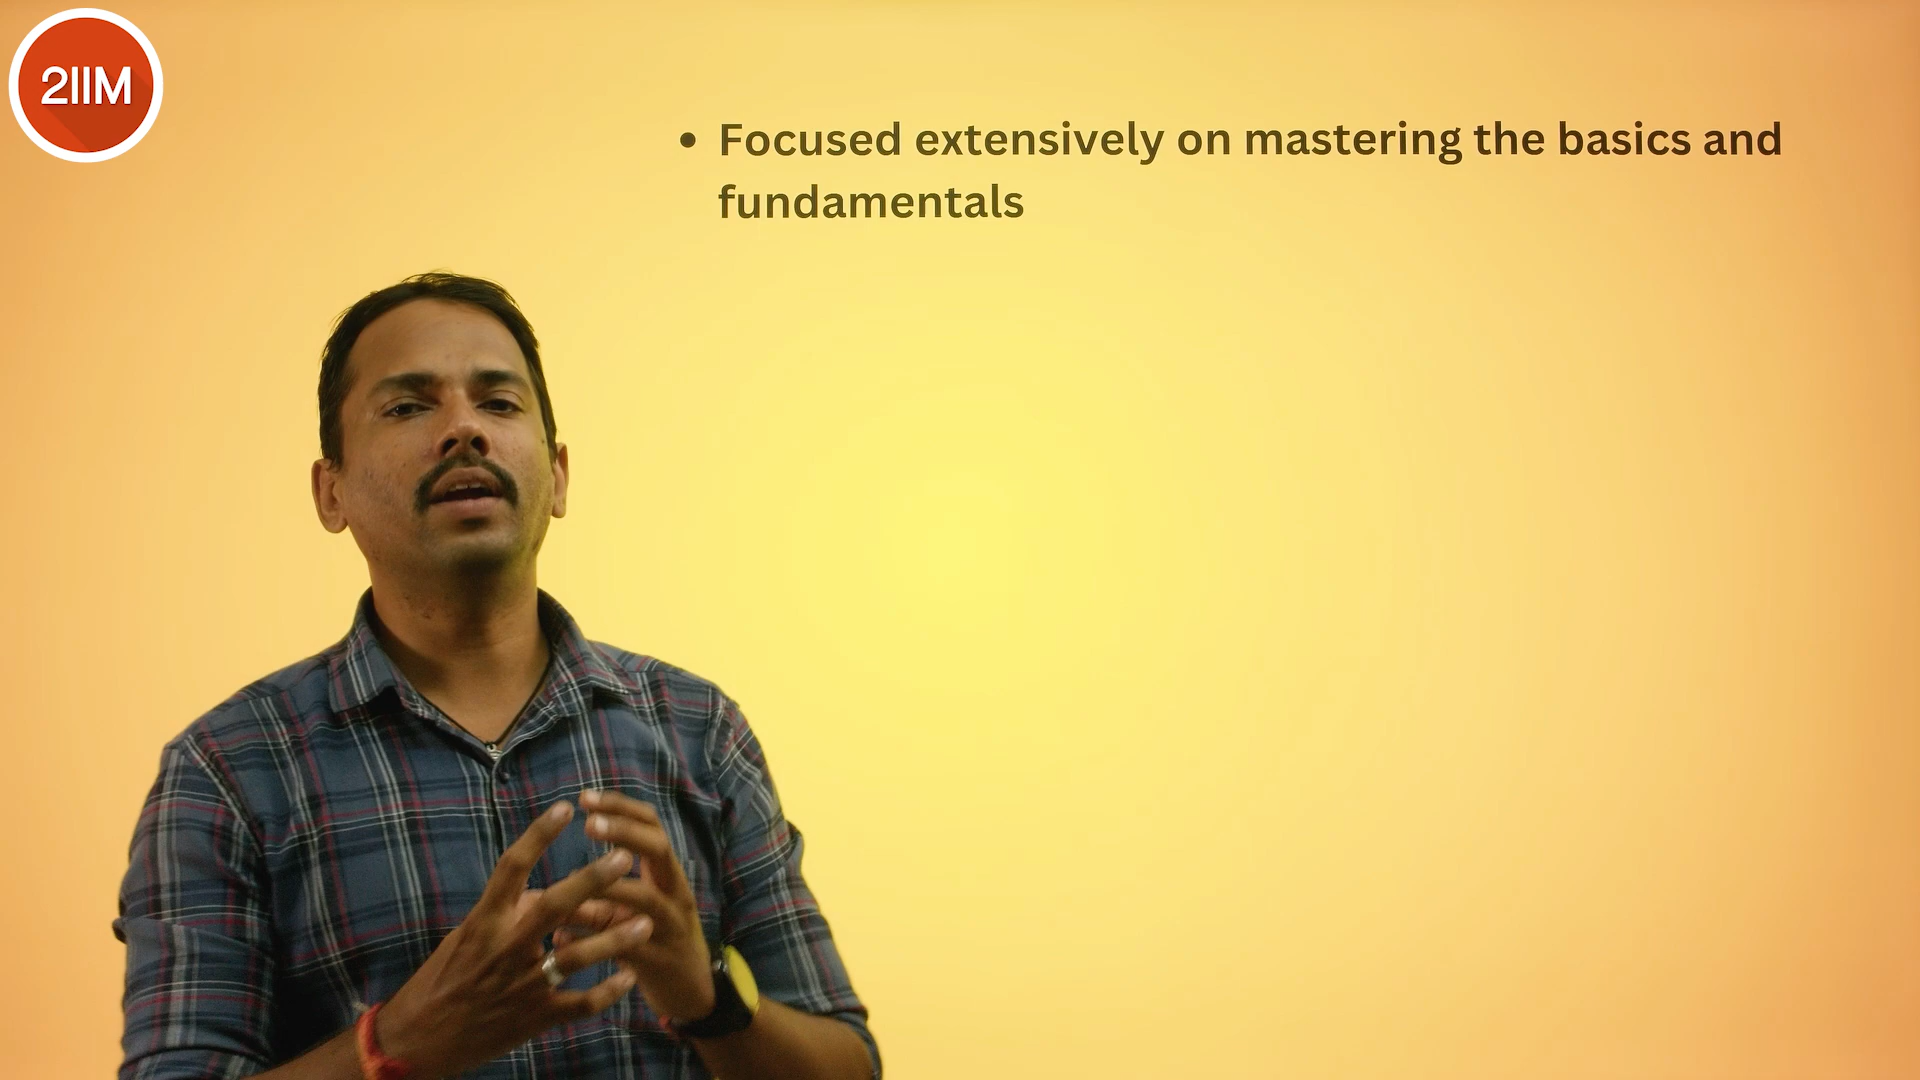 2IIM
• Focused extensively on mastering the basics and
fundamentals